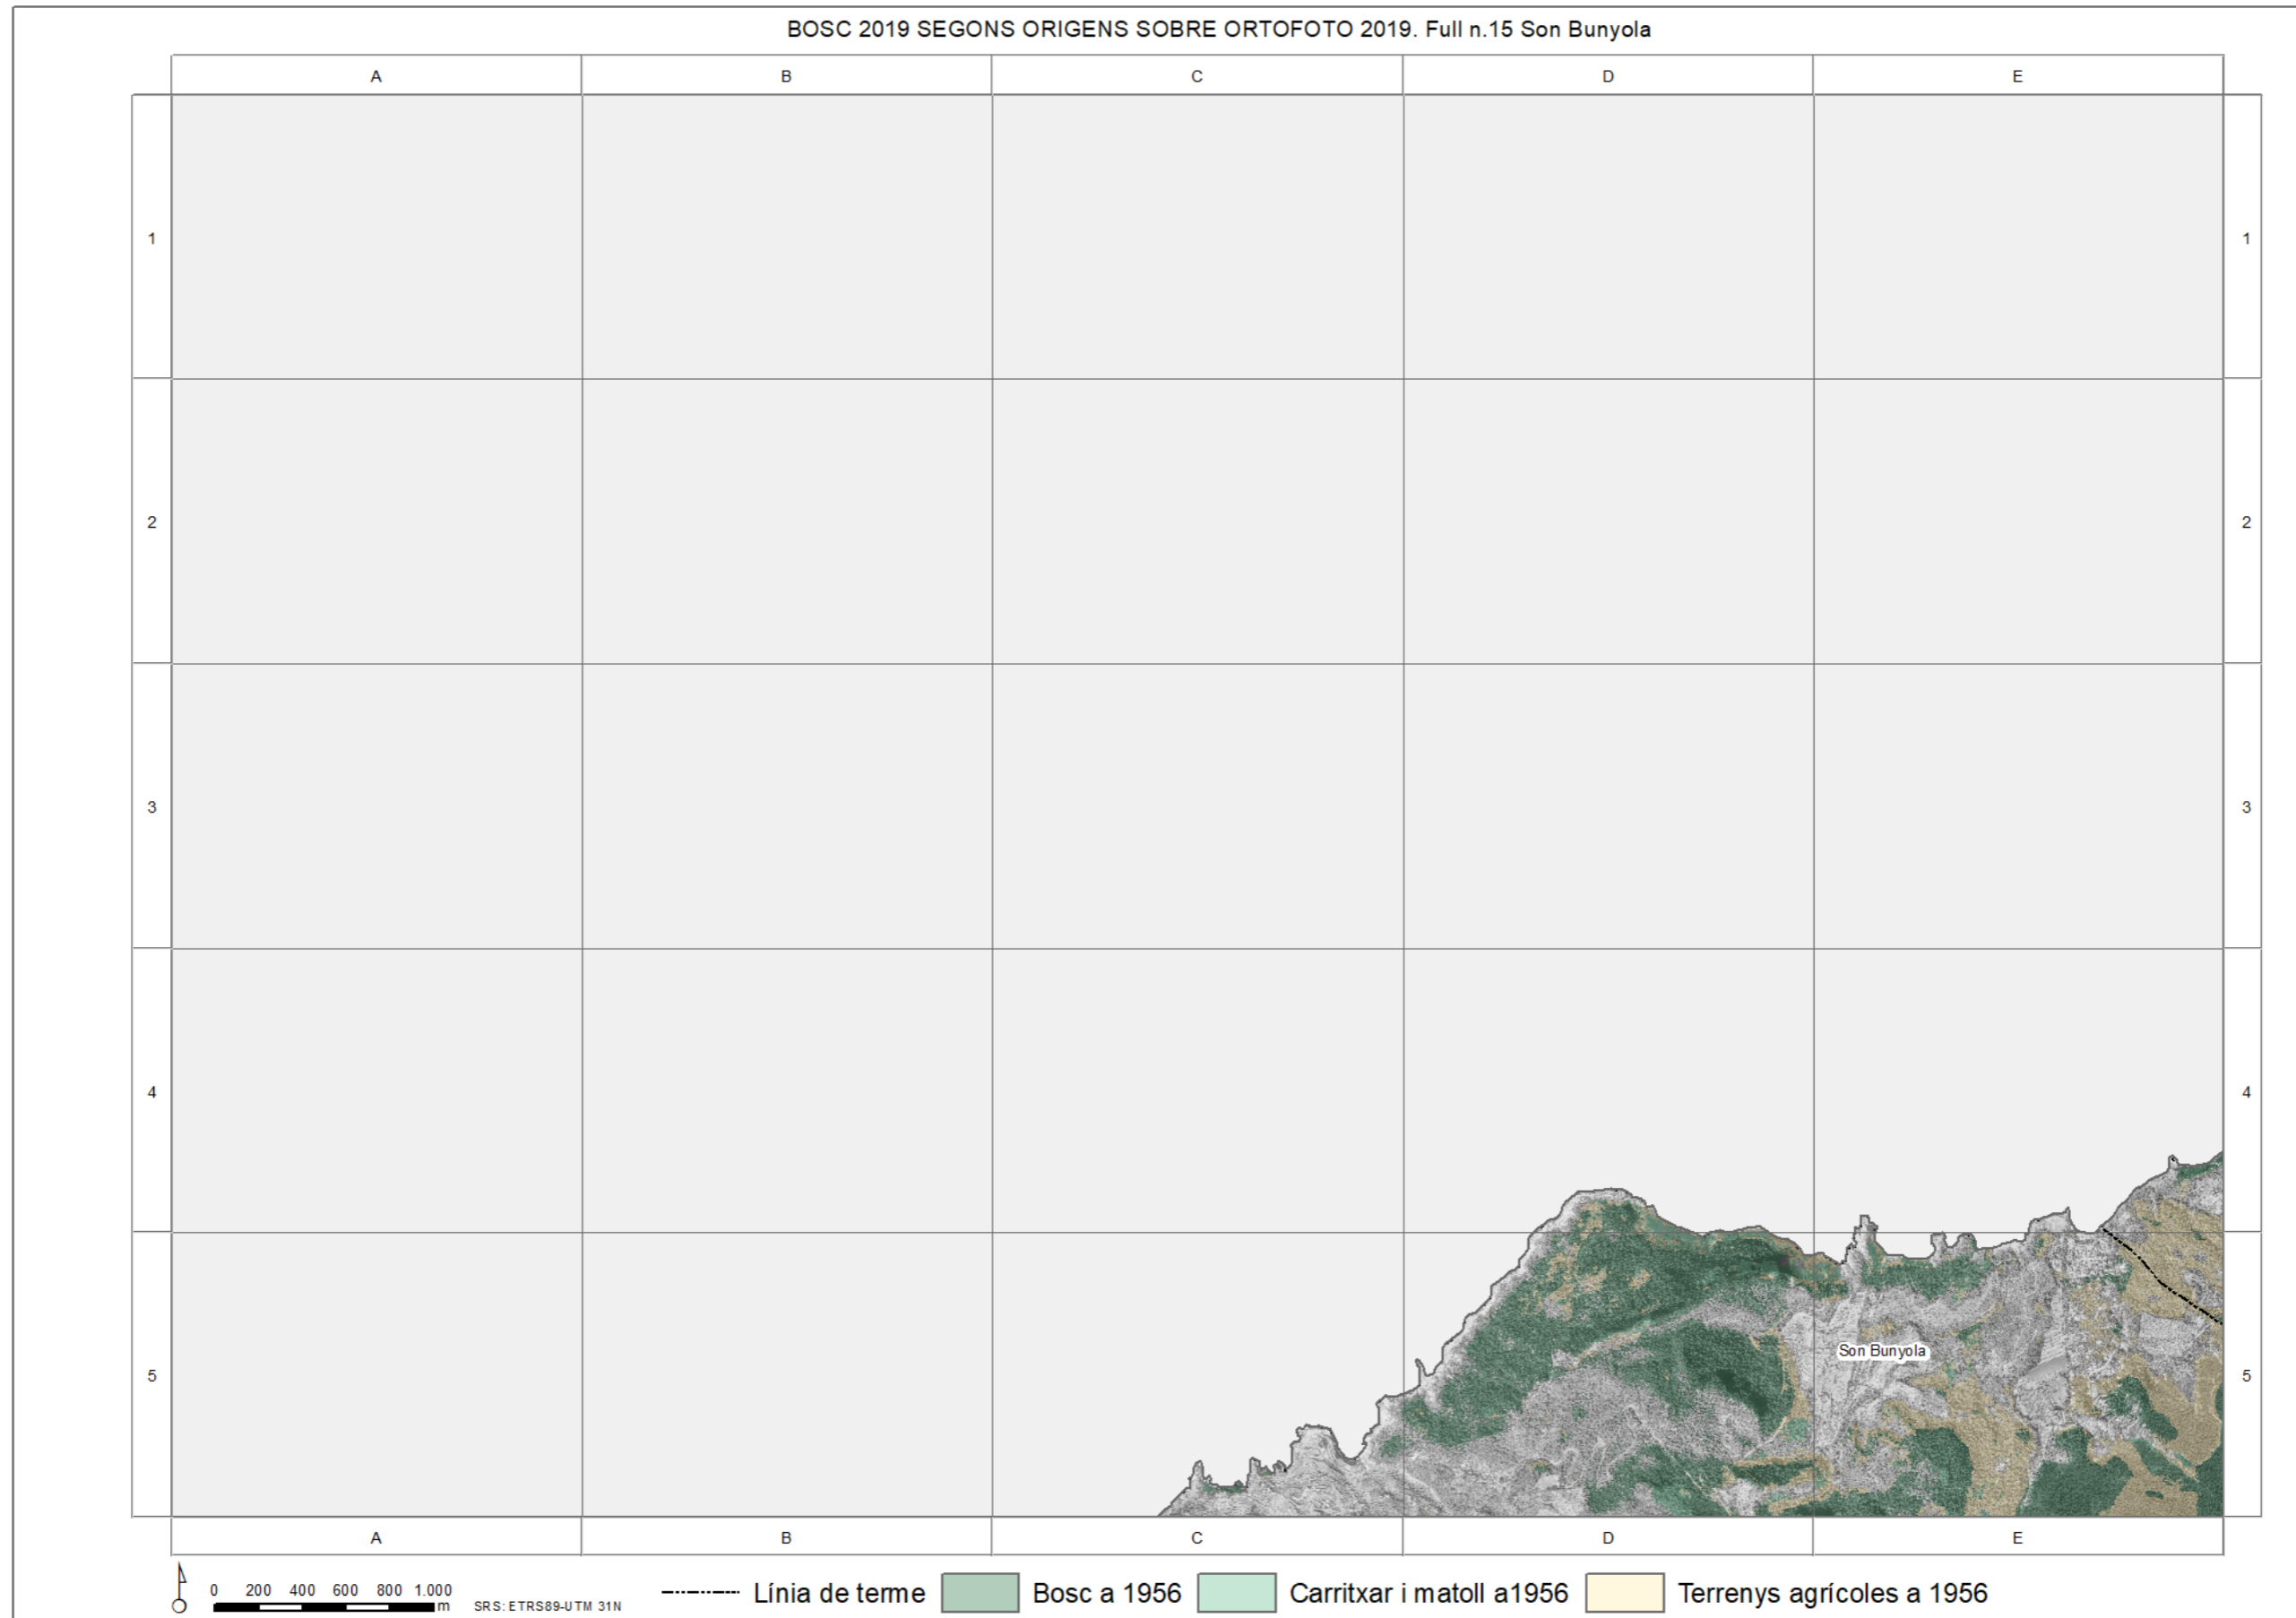 BOSC 2019 SEGONS ORIGENS SOBRE ORTOFOTO 2019. Full n.15 Son Bunyola
A B C D E
1 1
2 2
3 3
4 4
Son Bunyola
5 5
A B C D E
0 200 400 600 800 1.000
m SRS: ETRS89-UTM 31N
Línia de terme Bosc a 1956 Carritxar i matoll a1956 Terrenys agrícoles a 1956